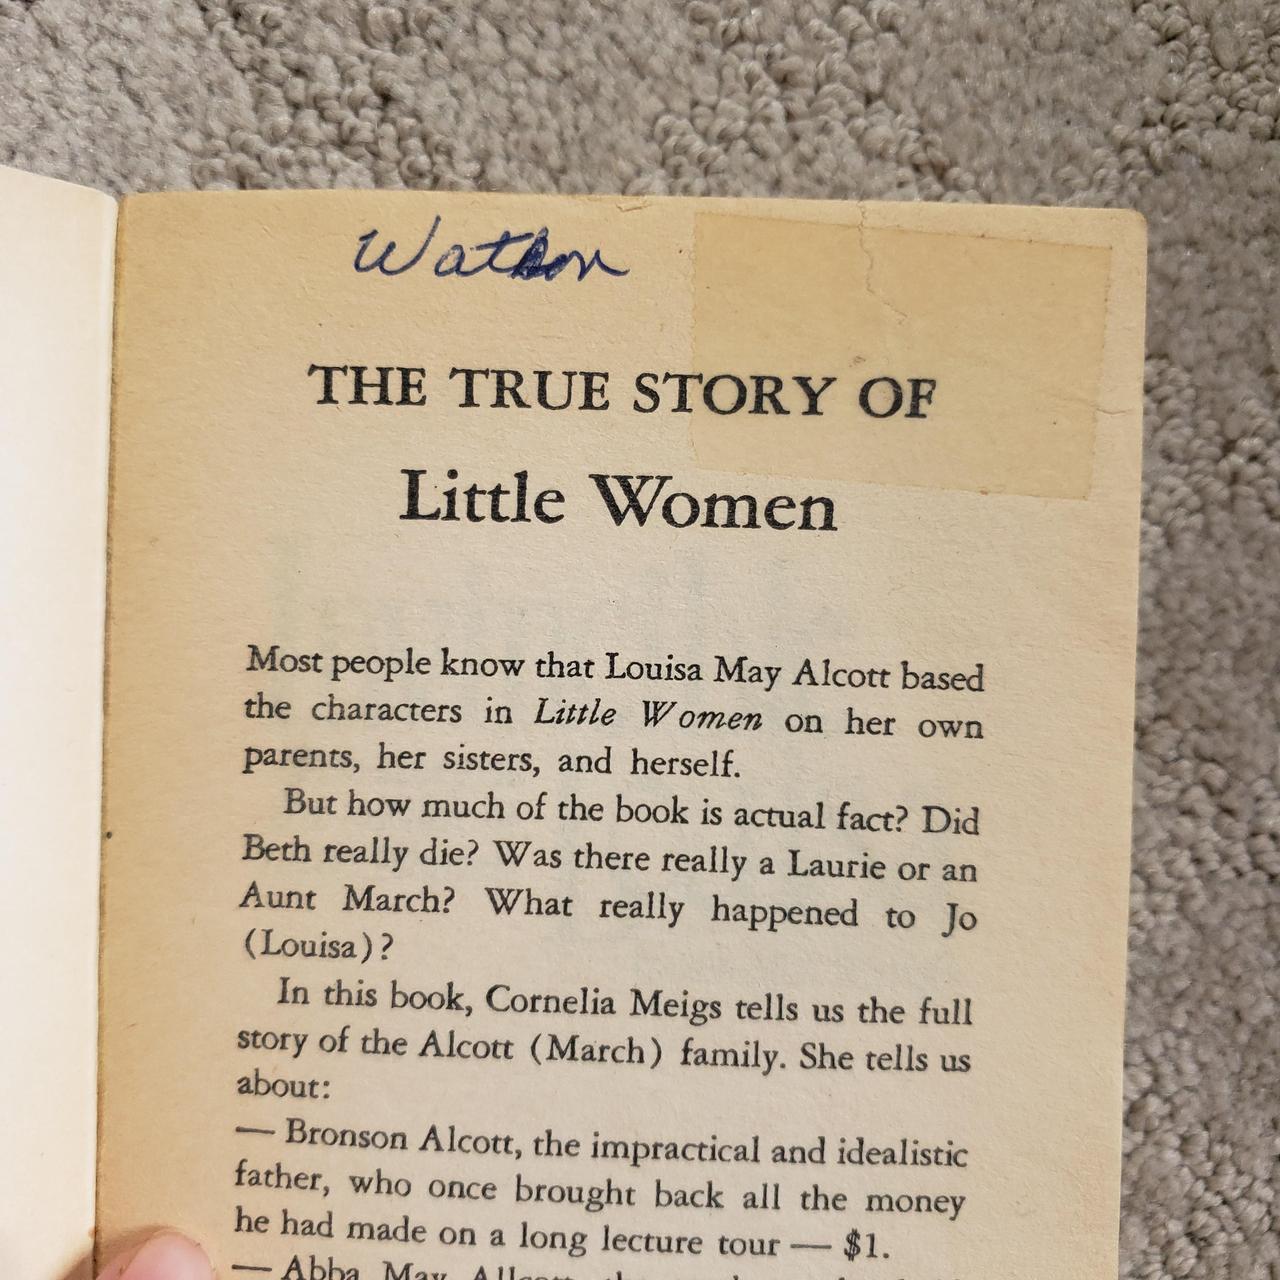 Watson
THE TRUE STORY OF
Little Women
Most people know that Louisa May Alcott based
the characters in Little Women on her own
parents, her sisters, and herself.
But how much of the book is actual fact? Did
Beth really die? Was there really a Laurie or an
Aunt March? What really happened to Jo
(Louisa)?
In this book, Cornelia Meigs tells us the full
story of the Alcott (March) family. She tells us
about:
— Bronson Alcott, the impractical and idealistic
father, who once brought back all the money
he had made on a long lecture tour — $1.
— Abba May